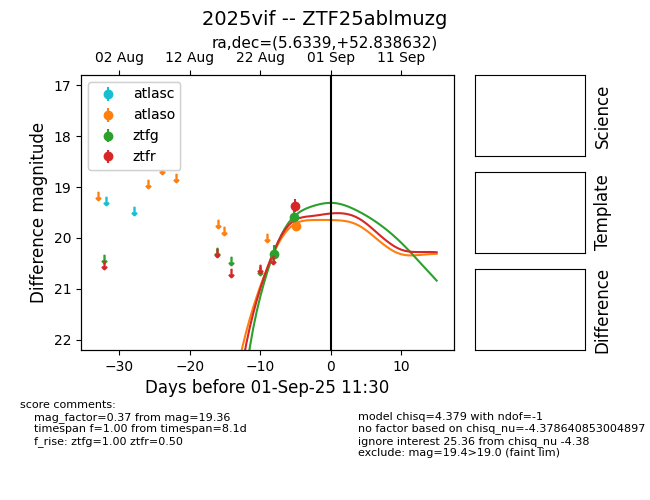 2025vif -- ZTF25ablmuzg
ra,dec=(5.6339,+52.838632)
02 Aug 12 Aug 22 Aug 01 Sep 11 Sep
atlasc
atlaso
ztfg
ztfr
17
18
19
20
21
22
Difference magnitude
−30 −20 −10 0 10
Days before 01-Sep-25 11:30
Science
Template
Difference
score comments:
mag_factor=0.37 from mag=19.36
timespan f=1.00 from timespan=8.1d
f_rise: ztfg=1.00 ztfr=0.50
model chisq=4.379 with ndof=-1
no factor based on chisq_nu=-4.378640853004897
ignore interest 25.36 from chisq_nu -4.38
exclude: mag=19.4>19.0 (faint lim)